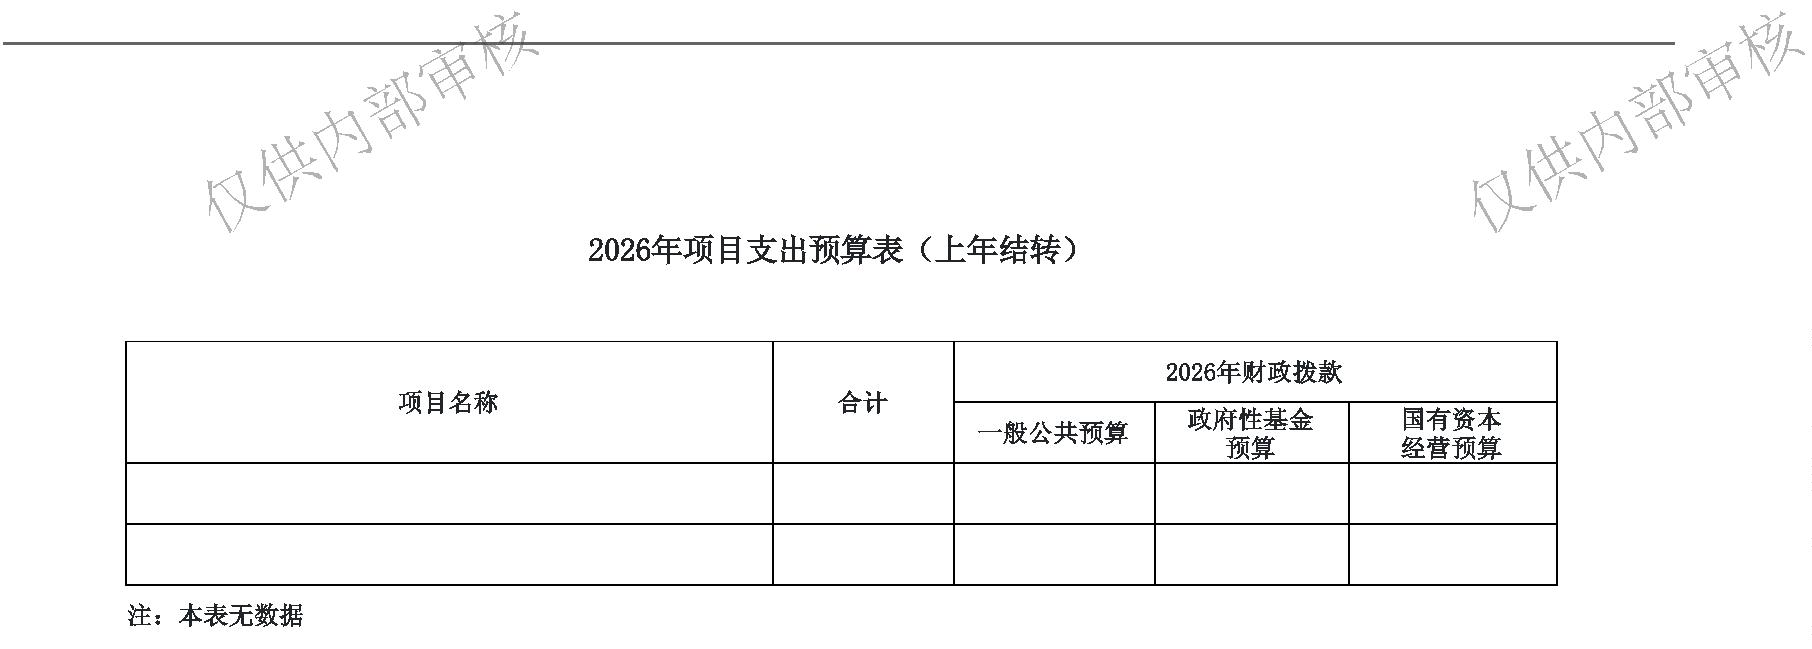 仅供内部审核
仅供内部审核
2026年项目支出预算表（上年结转）
项目名称
合计
2026年财政拨款
一般公共预算
政府性基金
预算
国有资本
经营预算
注：本表无数据